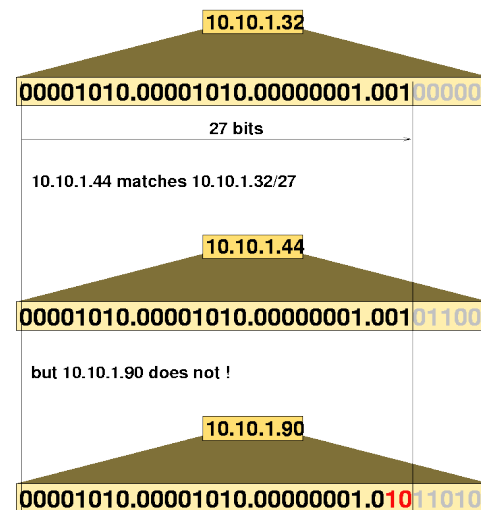 10.10.1.32
00001010.00001010.00000001.00100000
27 bits
10.10.1.44 matches 10.10.1.32/27
10.10.1.44
00001010.00001010.00000001.00101100
but 10.10.1.90 does not !
10.10.1.90
00001010.00001010.00000001.01011010